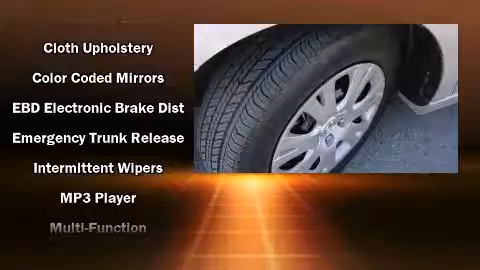 Cloth Upholstery
Color Coded Mirrors
EBD Electronic Brake Dist
Emergency Trunk Release
Intermittent Wipers
MP3 Player
Multi-Function